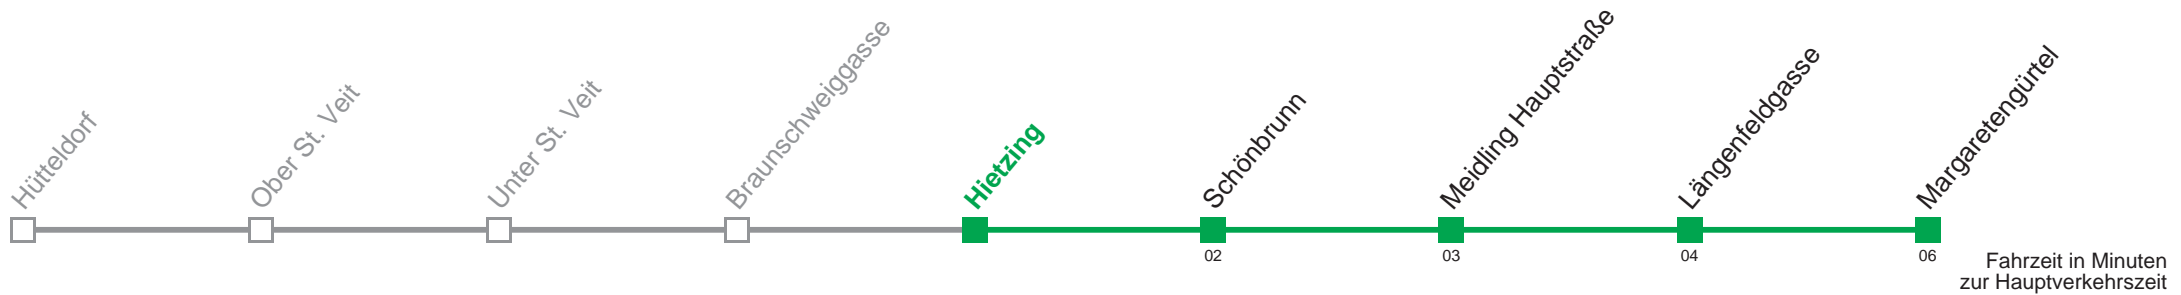 Hütteldorf
Ober St. Veit
Unter St. Veit
Braunschweiggasse
Hietzing
Schönbrunn
Meidling Hauptstraße
Längenfeldgasse
Margaretengürtel
02
03
04
06
Fahrzeit in Minuten
zur Hauptverkehrszeit